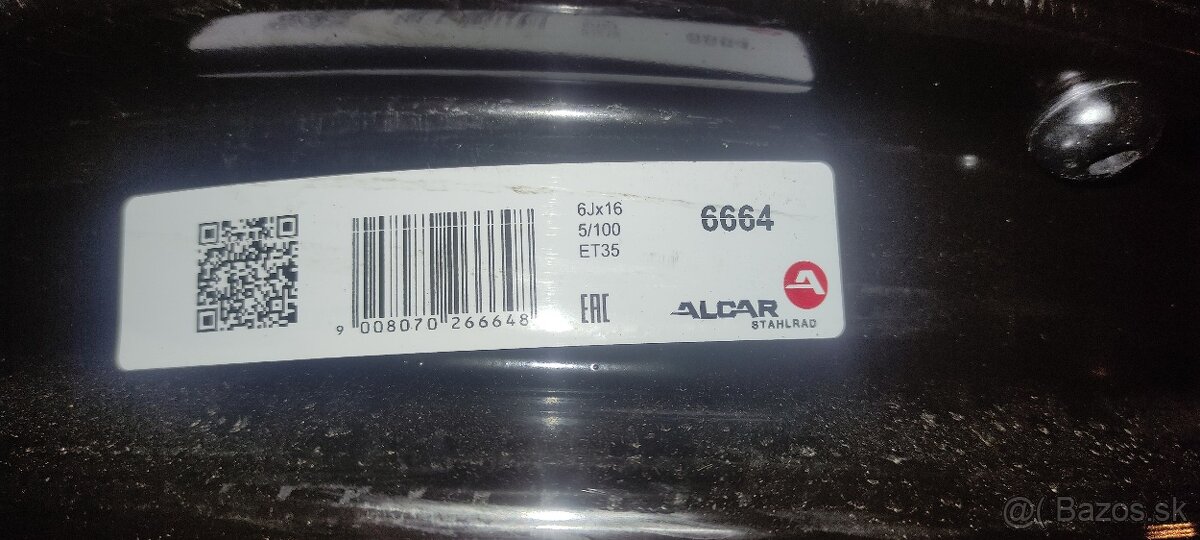 6Jx16
5/100
ET35
6664
9 008070 266648
EAC
ALCAR
STAHLRAD
@( Bazos.sk